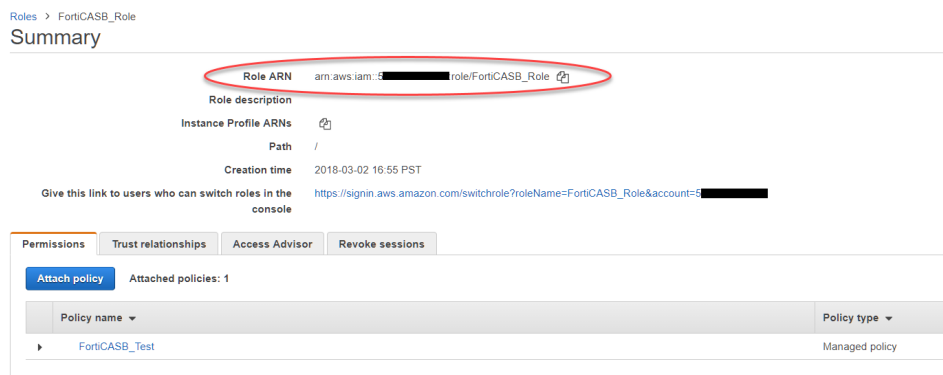 Roles > FortiCASB_Role
Summary
Role ARN arn:aws:iam::5 role/FortiCASB_Role
Role description
Instance Profile ARNs
Path /
Creation time 2018-03-02 16:55 PST
Give this link to users who can switch roles in the https://signin.aws.amazon.com/switchrole?roleName=FortiCASB_Role&account=5
console
Permissions Trust relationships Access Advisor Revoke sessions
Attach policy Attached policies: 1
Policy name Policy type
FortiCASB_Test Managed policy